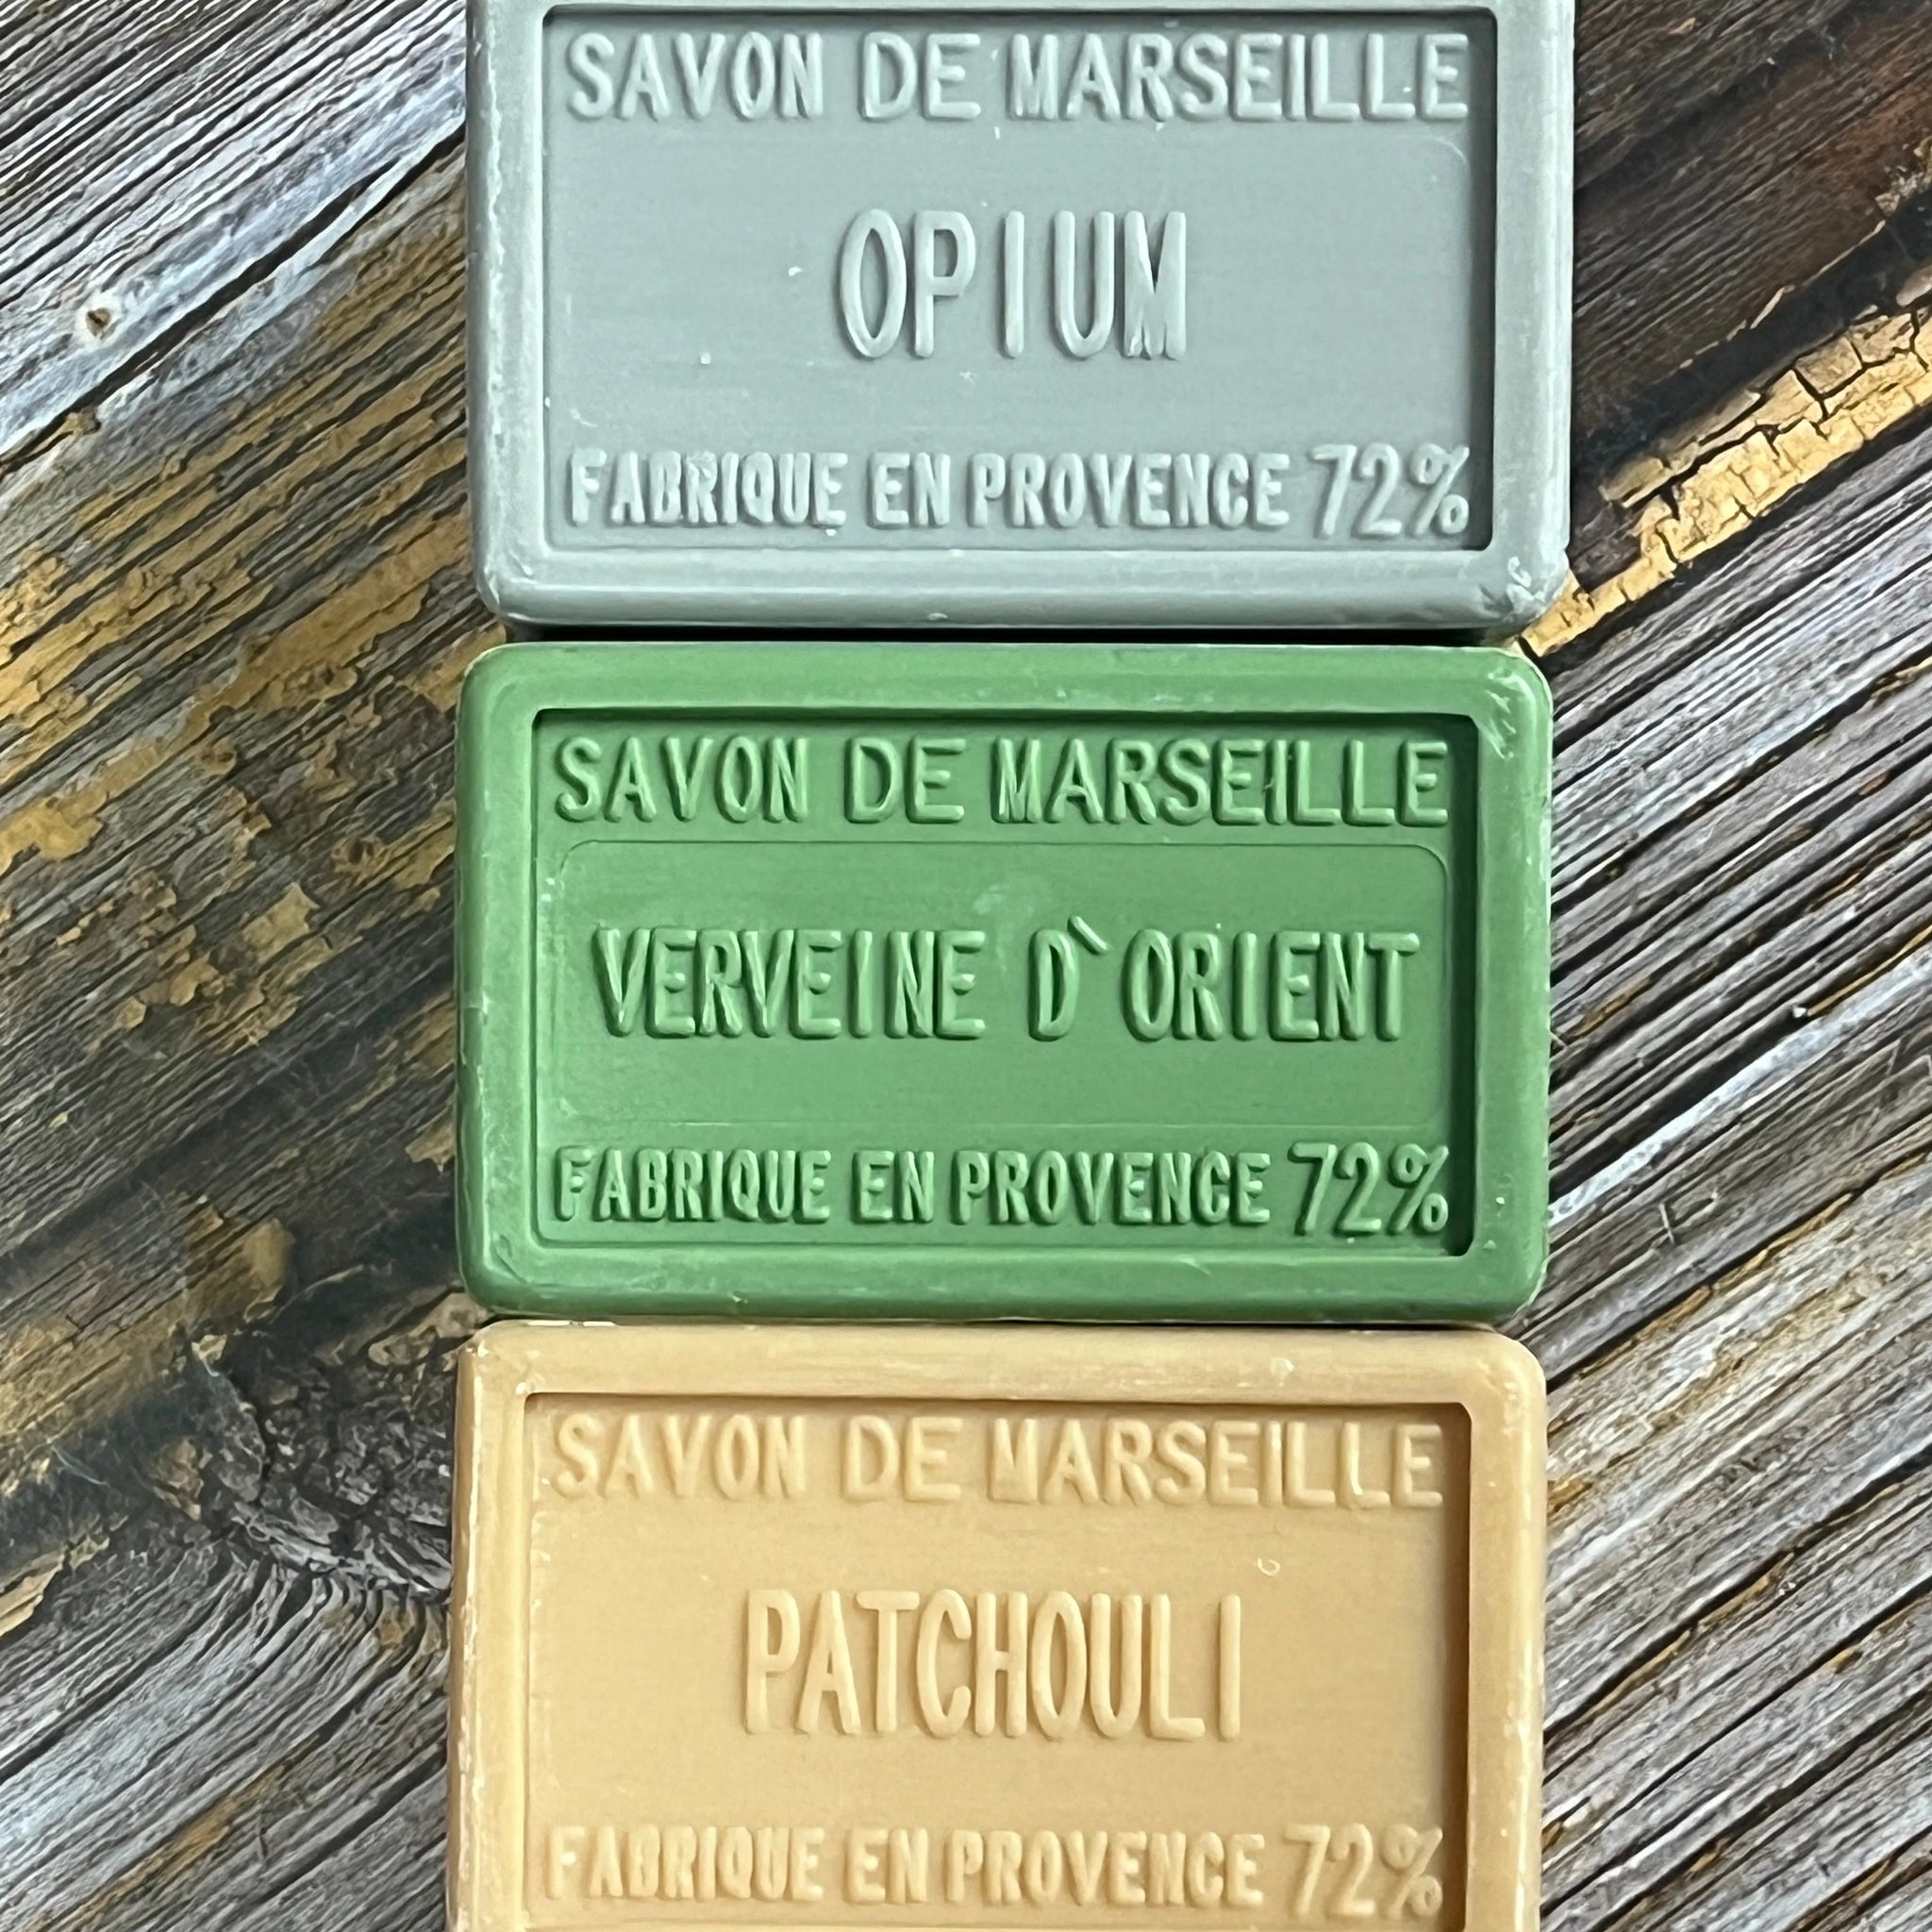 SAVON DE MARSEILLE
OPIUM
FABRIQUE EN PROVENCE 72%
SAVON DE MARSEILLE
VERVEINE D`ORIENT
FABRIQUE EN PROVENCE 72%
SAVON DE MARSEILLE
PATCHOULI
FABRIQUE EN PROVENCE 72%